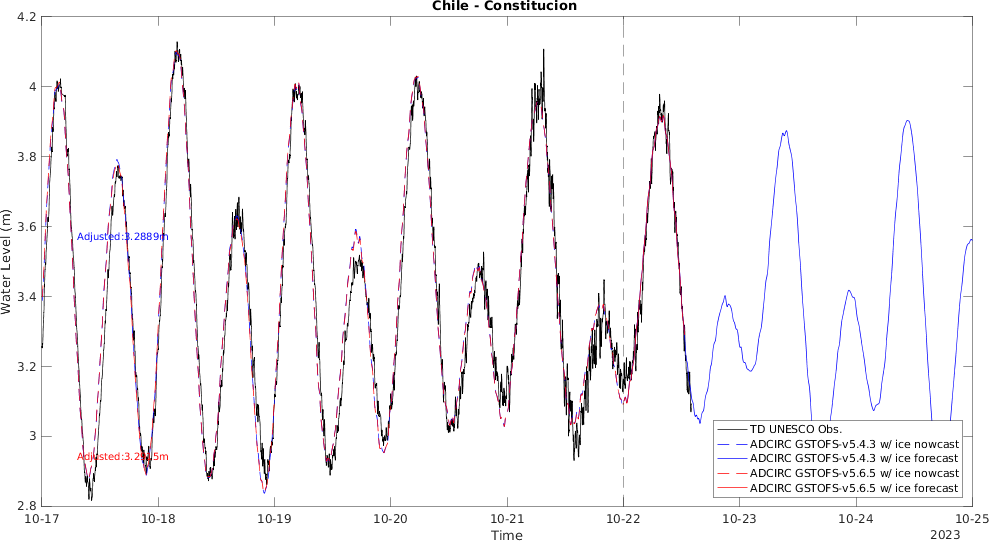 Chile - Constitucion
4.2
4
3.8
3.6
3.4
3.2
3
2.8
Water Level (m)
Adjusted:3.2889m
TD UNESCO Obs.
ADCIRC GSTOFS-v5.4.3 w/ ice nowcast
ADCIRC GSTOFS-v5.4.3 w/ ice forecast
ADCIRC GSTOFS-v5.6.5 w/ ice nowcast
ADCIRC GSTOFS-v5.6.5 w/ ice forecast
10-17
10-18
10-19
10-20
10-21
10-22
10-23
10-24
10-25
Time
2023